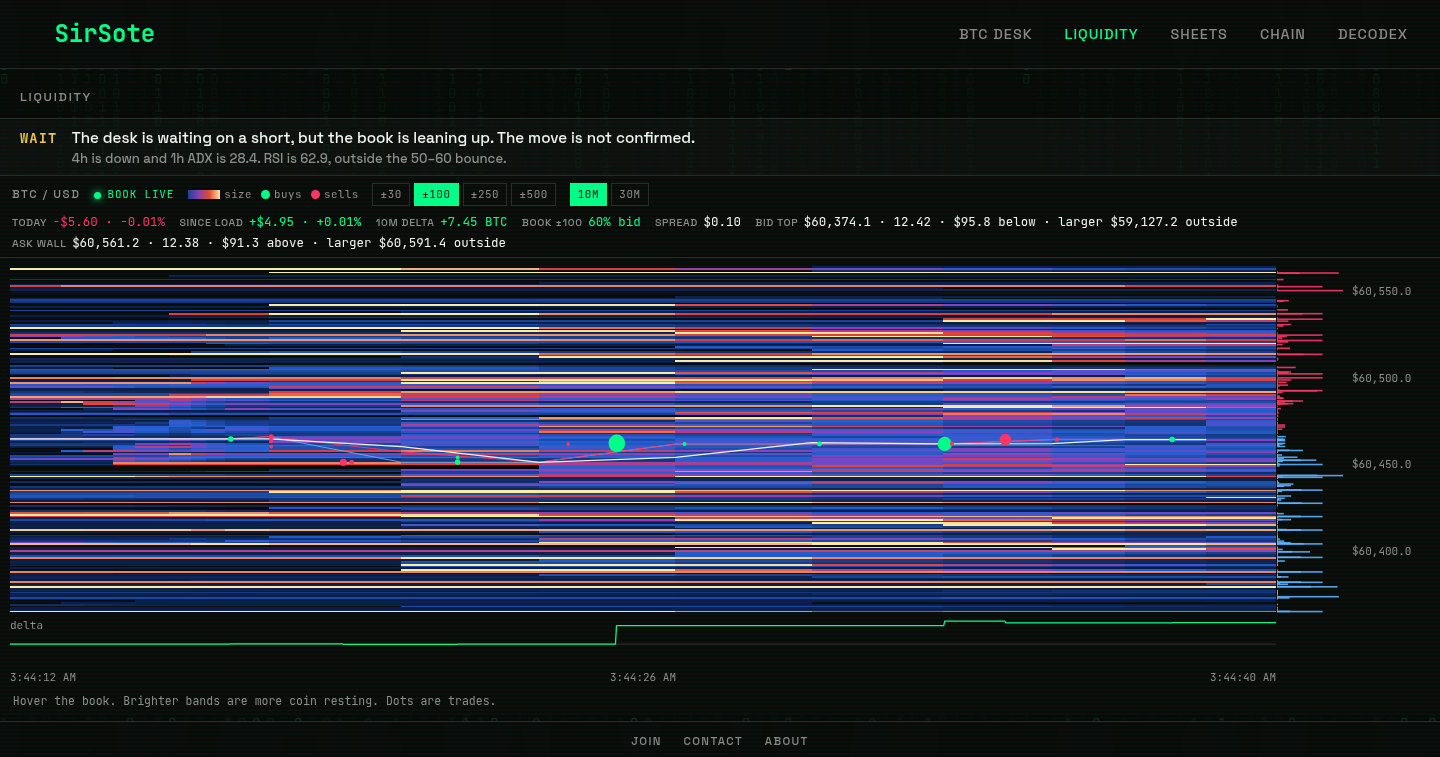 SirSote
BTC DESK LIQUIDITY SHEETS CHAIN DECODEX
LIQUIDITY
WAIT The desk is waiting on a short, but the book is leaning up. The move is not confirmed.
4h is down and 1h ADX is 28.4. RSI is 62.9, outside the 50–60 bounce.
BTC / USD BOOK LIVE size buys sells ±30 ±100 ±250 ±500 10M 30M
TODAY -$5.60 · -0.01% SINCE LOAD +$4.95 · +0.01% 10M DELTA +7.45 BTC BOOK ±100 60% bid SPREAD $0.10 BID TOP $60,374.1 · 12.42 · $95.8 below · larger $59,127.2 outside
ASK WALL $60,561.2 · 12.38 · $91.3 above · larger $60,591.4 outside
$60,550.0
$60,500.0
$60,450.0
$60,400.0
delta
3:44:12 AM 3:44:26 AM 3:44:40 AM
Hover the book. Brighter bands are more coin resting. Dots are trades.
JOIN CONTACT ABOUT